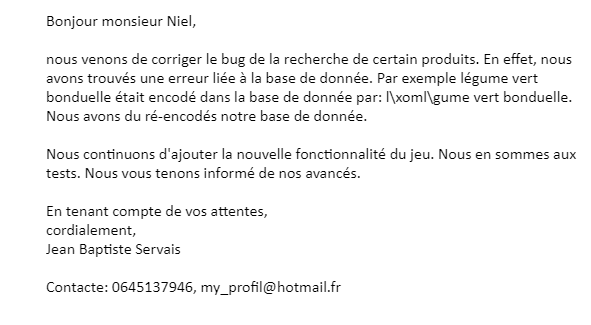 Bonjour monsieur Niel,
nous venons de corriger le bug de la recherche de certain produits. En effet, nous
avons trouvés une erreur liée à la base de donnée. Par exemple légume vert
bonduelle était encodé dans la base de donnée par: l\xoml\gume vert bonduelle.
Nous avons du ré-encodés notre base de donnée.
Nous continuons d'ajouter la nouvelle fonctionnalité du jeu. Nous en sommes aux
tests. Nous vous tenons informé de nos avancés.
En tenant compte de vos attentes,
cordialement,
Jean Baptiste Servais
Contacte: 0645137946, my_profil@hotmail.fr